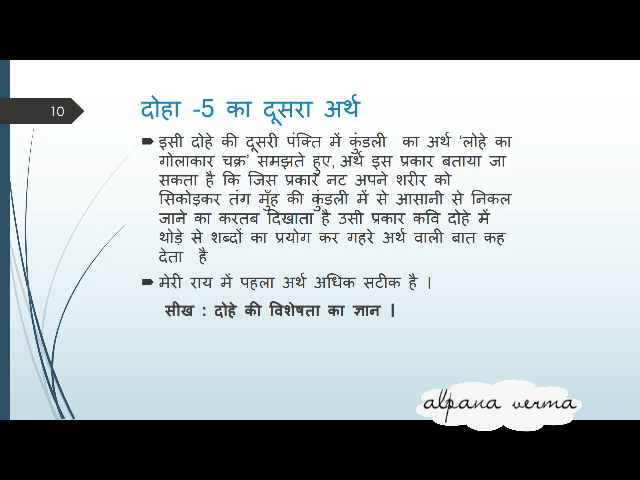 10
दोहा -5 का दूसरा अर्थ
इसी दोहे की दूसरी पंक्ति में कुंडली का अर्थ 'लोहे का
गोलाकार चक्र' समझते हुए, अर्थ इस प्रकार बताया जा
सकता है कि जिस प्रकार नट अपने शरीर को
सिकोड़कर तंग मुँह की कुंडली में से आसानी से निकल
जाने का करतब दिखाता है उसी प्रकार कवि दोहे में
थोड़े से शब्दों का प्रयोग कर गहरे अर्थ वाली बात कह
देता है
मेरी राय में पहला अर्थ अधिक सटीक है ।
सीख : दोहे की विशेषता का ज्ञान ।
alpana verma